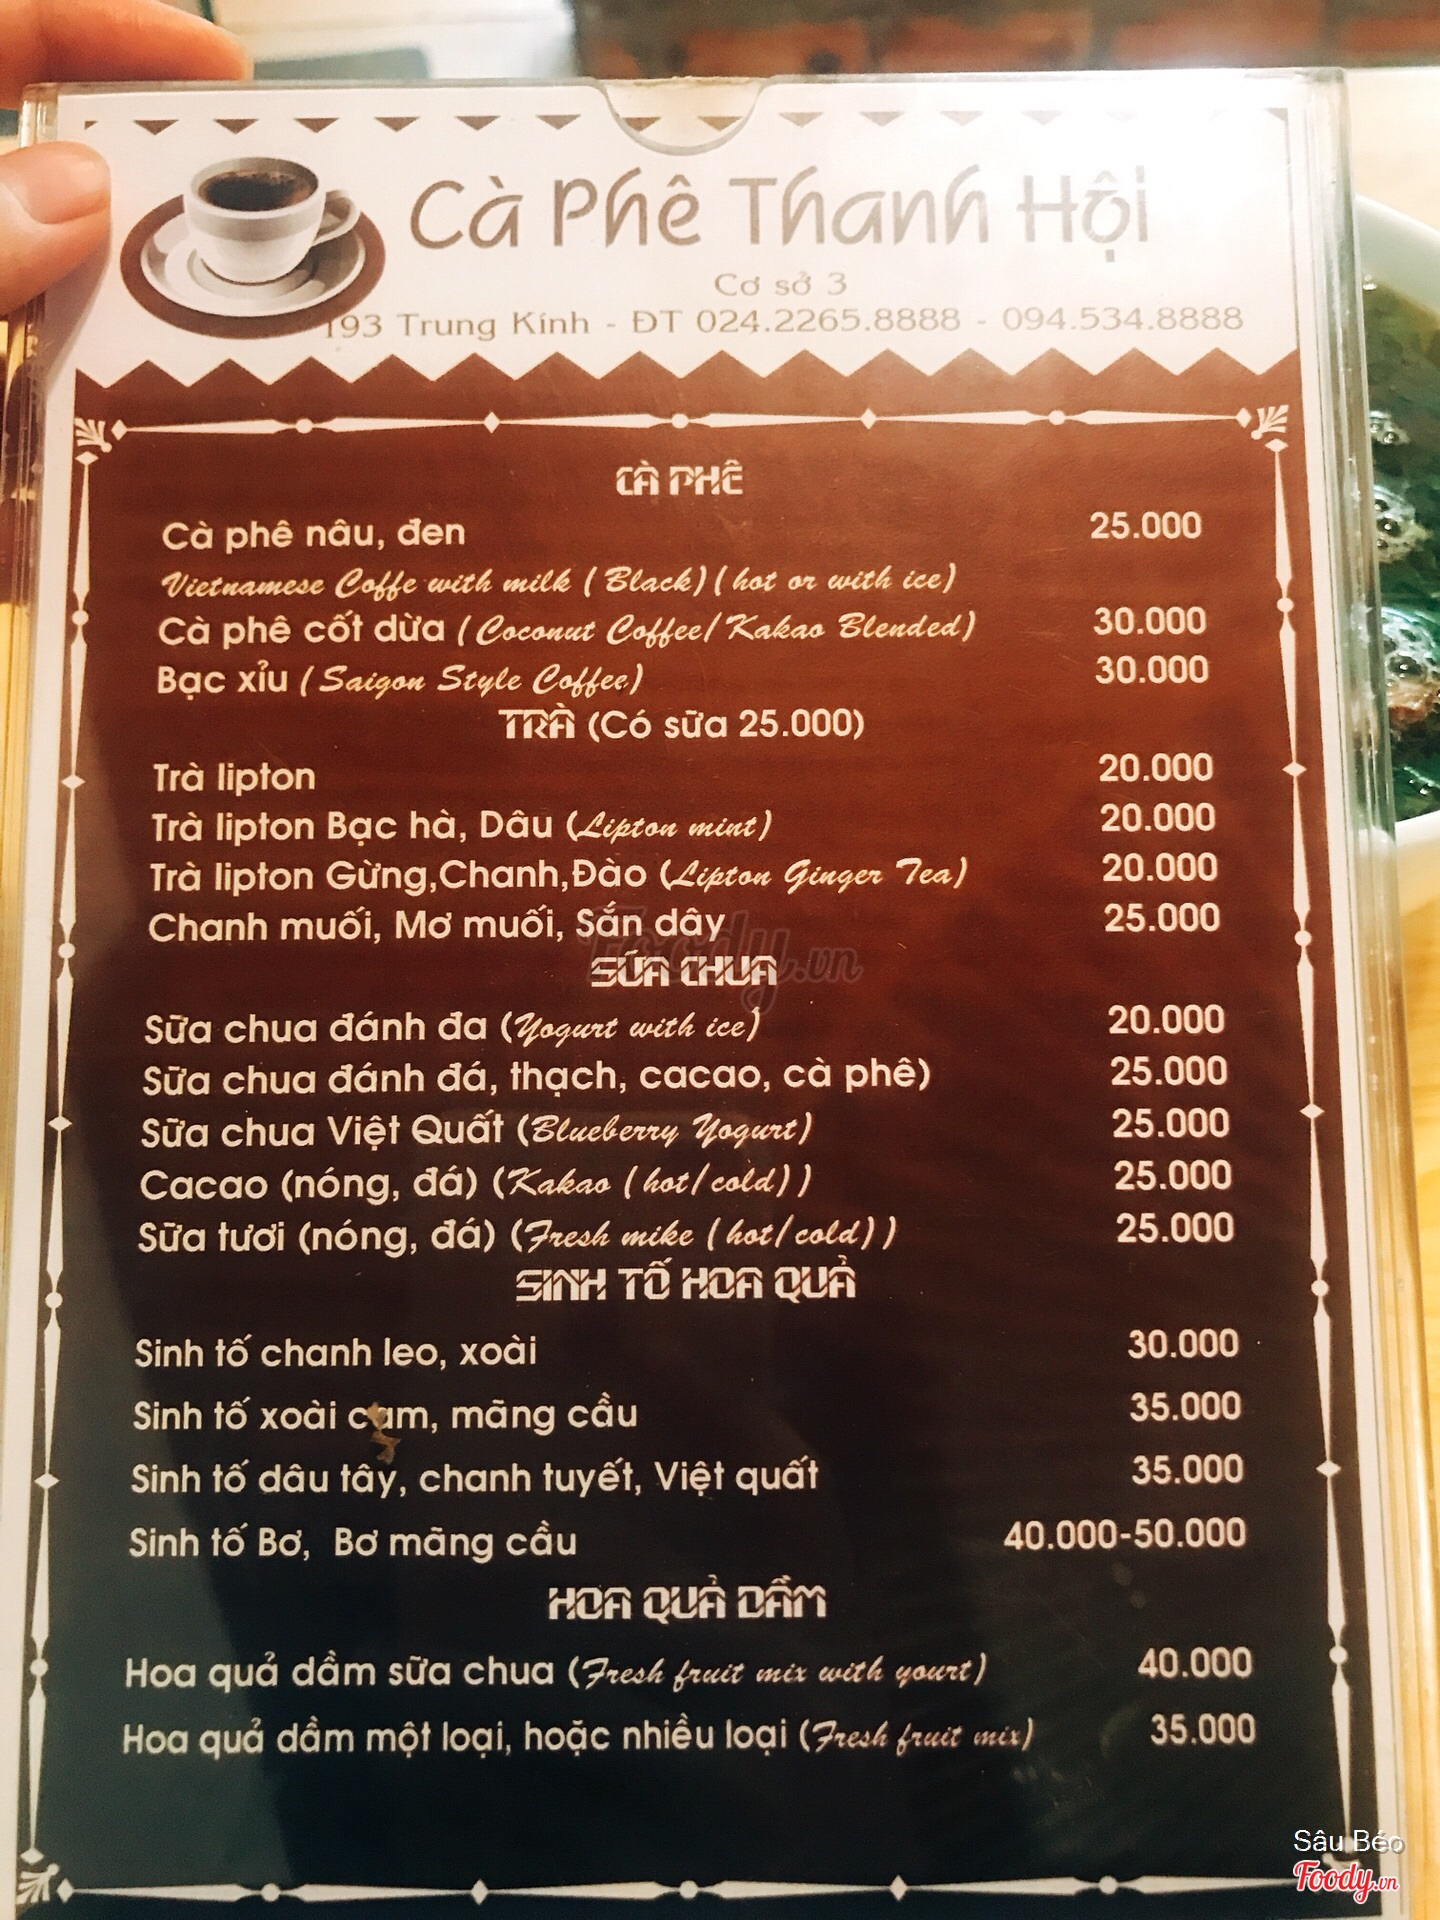 Cà Phê Thanh Hội
Cơ sở 3
193 Trung Kính - ĐT 024.2265.8888 - 094.534.8888
CÀ PHÊ
Cà phê nâu, đen 25.000
Vietnamese Coffe with milk (Black)(hot or with ice)
Cà phê cốt dừa (Coconut Coffee/Kakao Blended) 30.000
Bạc xỉu (Saigon Style Coffee) 30.000
TRÀ (Có sữa 25.000)
Trà lipton 20.000
Trà lipton Bạc hà, Dâu (Lipton mint) 20.000
Trà lipton Gừng,Chanh,Đào (Lipton Ginger Tea) 20.000
Chanh muối, Mơ muối, Sắn dây 25.000
Foody.vn
SỮA CHUA
Sữa chua đánh đa (Yogurt with ice) 20.000
Sữa chua đánh đá, thạch, cacao, cà phê) 25.000
Sữa chua Việt Quất (Blueberry Yogurt) 25.000
Cacao (nóng, đá) (Kakao (hot/cold)) 25.000
Sữa tươi (nóng, đá) (Fresh mike (hot/cold)) 25.000
SINH TỐ HOA QUẢ
Sinh tố chanh leo, xoài 30.000
Sinh tố xoài cam, mãng cầu 35.000
Sinh tố dâu tây, chanh tuyết, Việt quất 35.000
Sinh tố Bơ, Bơ mãng cầu 40.000-50.000
HOA QUẢ DẦM
Hoa quả dầm sữa chua (Fresh fruit mix with yourt) 40.000
Hoa quả dầm một loại, hoặc nhiều loại (Fresh fruit mix) 35.000
Sâu Béo
Foody.vn